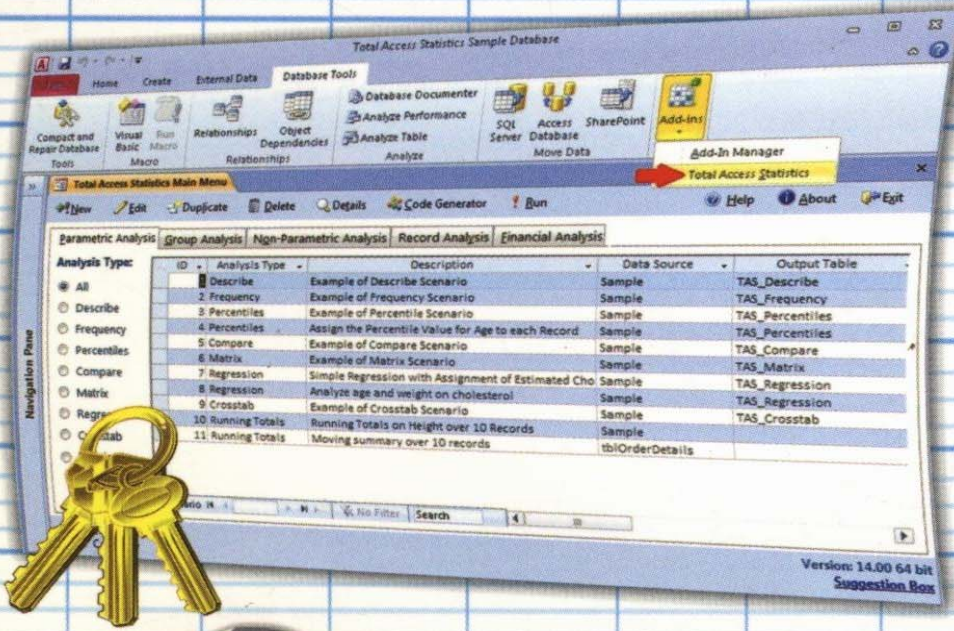 Total Access Statistics Sample Database
Home Create External Data Database Tools
Compact and Repair Database
Tools
Visual Basic
Run Macro
Macro
Relationships
Object Dependencies
Relationships
Database Documenter
Analyze Performance
Analyze Table
Analyze
SQL Server
Access Database
SharePoint
Move Data
Add-ins
Add-In Manager
Total Access Statistics
Total Access Statistics Main Menu
New Edit Duplicate Delete Details Code Generator Run Help About Exit
Parametric Analysis Group Analysis Non-Parametric Analysis Record Analysis Financial Analysis
Analysis Type:
All
Describe
Frequency
Percentiles
Compare
Matrix
Navigation Pane
ID Analysis Type Description Data Source Output Table
Describe Example of Describe Scenario Sample TAS_Describe
2 Frequency Example of Frequency Scenario Sample TAS_Frequency
3 Percentiles Example of Percentile Scenario Sample TAS_Percentiles
4 Percentiles Assign the Percentile Value for Age to each Record Sample TAS_Percentiles
5 Compare Example of Compare Scenario Sample TAS_Compare
6 Matrix Example of Matrix Scenario Sample TAS_Matrix
7 Regression Simple Regression with Assignment of Estimated Cho Sample TAS_Regression
8 Regression Analyze age and weight on cholesterol Sample TAS_Regression
9 Crosstab Example of Crosstab Scenario Sample TAS_Crosstab
10 Running Totals Running Totals on Height over 10 Records Sample
11 Running Totals Moving summary over 10 records tblOrderDetails
No Filter Search
Version: 14.00 64 bit
Suggestion Box